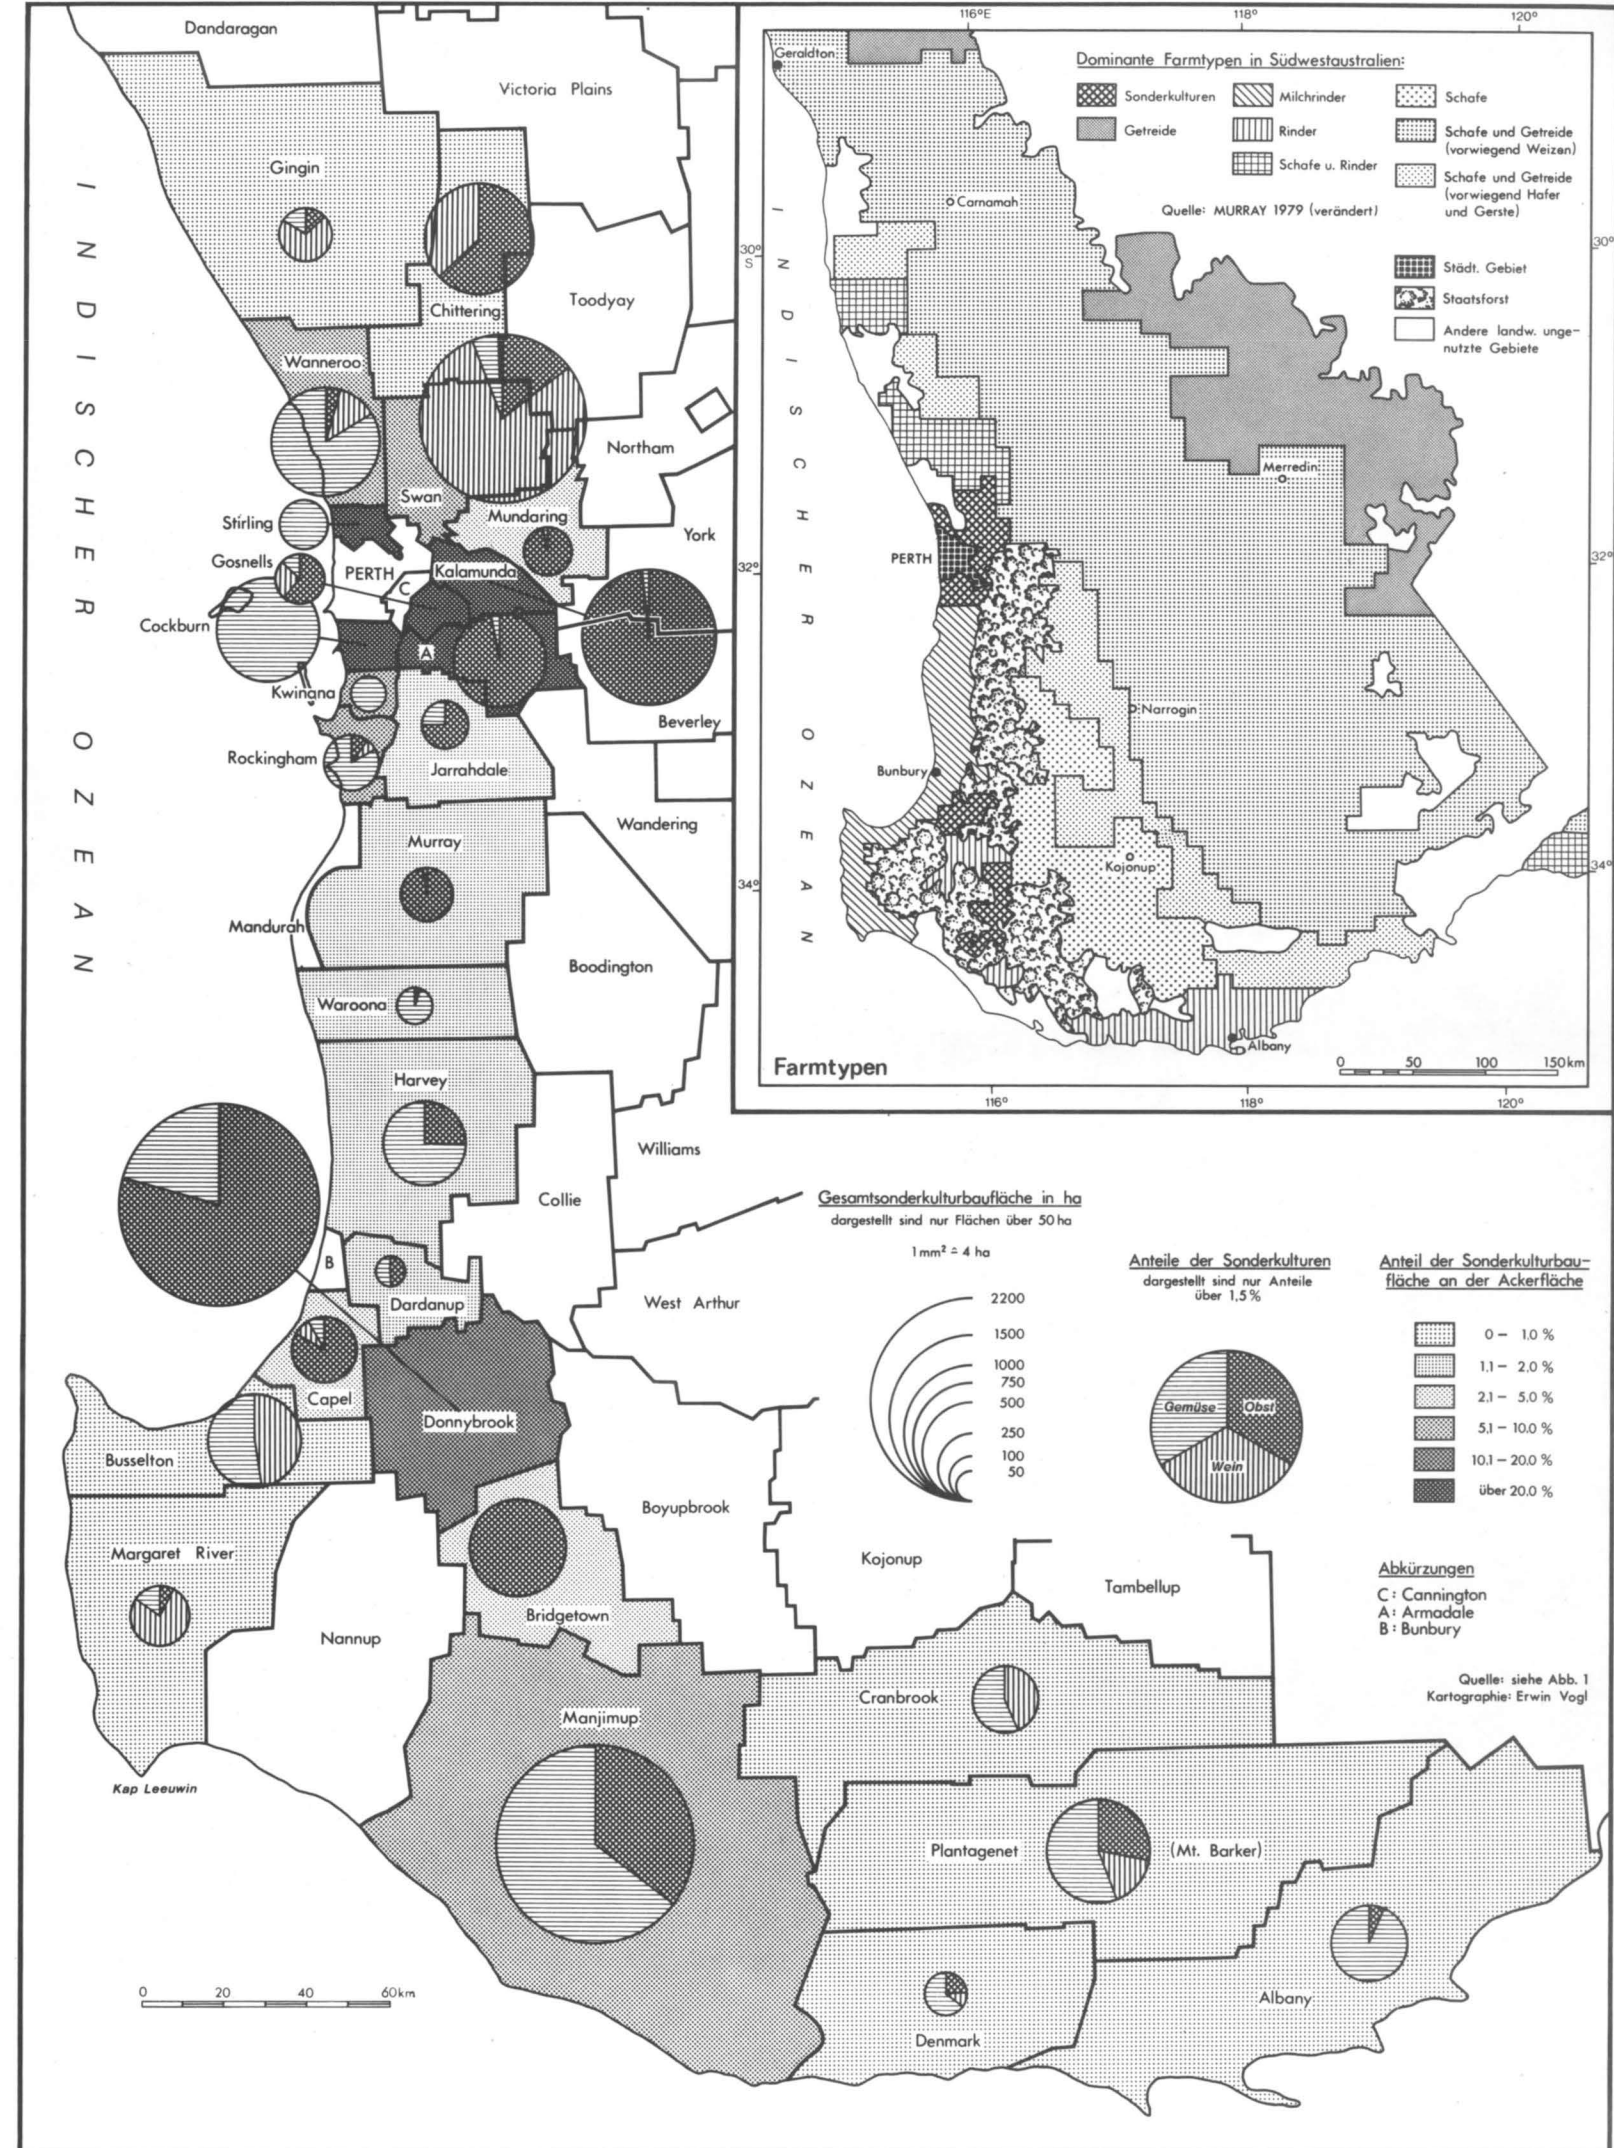 Dandaragan
Victoria Plains
Gingin
Toodyay
Chittering
Wanneroo
Northam
Swan
Stirling
Mundaring
York
Gosnells
PERTH
C
Kalamunda
Cockburn
A
Kwinana
Beverley
Rockingham
Jarrahdale
Wandering
Murray
Mandurah
Boodington
Waroona
Harvey
Williams
Collie
B
Dardanup
West Arthur
Capel
Donnybrook
Busselton
Boyupbrook
Margaret River
Kojonup
Tambellup
Bridgetown
Nannup
Cranbrook
Manjimup
Kap Leeuwin
Plantagenet
(Mt. Barker)
Albany
Denmark
INDISCHER OZEAN
0 20 40 60km
116°E 118° 120°
Geraldton
Dominante Farmtypen in Südwestaustralien:
Sonderkulturen
Getreide
Milchrinder
Rinder
Schafe u. Rinder
Schafe
Schafe und Getreide
(vorwiegend Weizen)
Schafe und Getreide
(vorwiegend Hafer
und Gerste)
Quelle: MURRAY 1979 (verändert)
Städt. Gebiet
Staatsforst
Andere landw. unge-
nutzte Gebiete
Carnamah
30°
S
30°
Merredin
PERTH
32°
32°
Narrogin
Bunbury
Kojonup
34°
34°
Albany
INDISCHER OZEAN
Farmtypen
0 50 100 150km
116° 118° 120°
Gesamtsonderkulturbaufläche in ha
dargestellt sind nur Flächen über 50 ha
1mm² ≙ 4 ha
2200
1500
1000
750
500
250
100
50
Anteile der Sonderkulturen
dargestellt sind nur Anteile
über 1,5%
Gemüse
Obst
Wein
Anteil der Sonderkulturbau-
fläche an der Ackerfläche
0 – 1.0 %
1.1 – 2.0 %
2.1 – 5.0 %
5.1 – 10.0 %
10.1 – 20.0 %
über 20.0 %
Abkürzungen
C : Cannington
A : Armadale
B : Bunbury
Quelle: siehe Abb. 1
Kartographie: Erwin Vogl